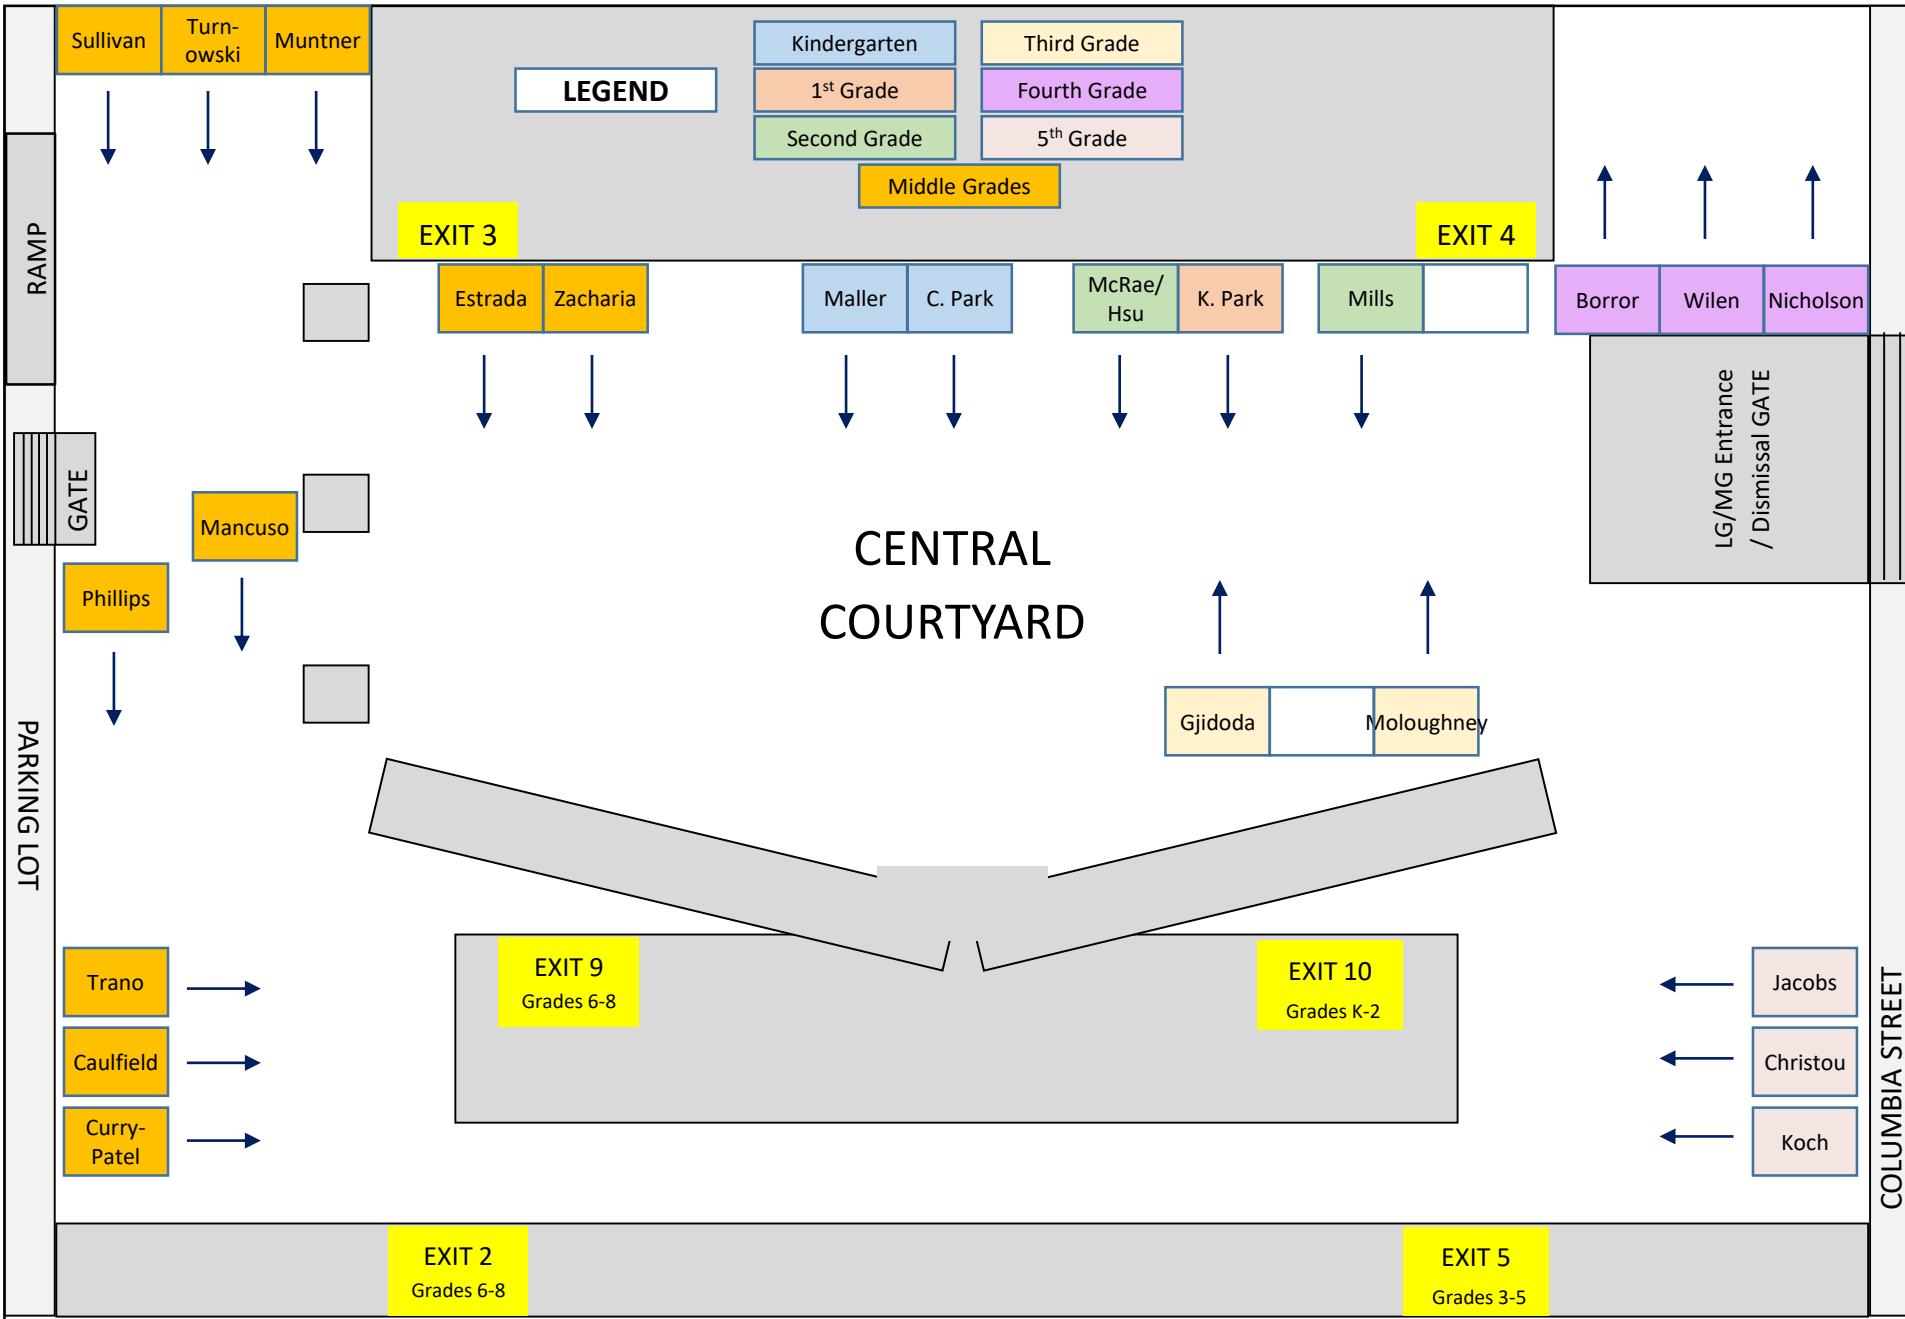 Sullivan
Turn-
owski
Muntner
LEGEND
Kindergarten
Third Grade
1st Grade
Fourth Grade
Second Grade
5th Grade
Middle Grades
EXIT 3
EXIT 4
RAMP
Estrada
Zacharia
Maller
C. Park
McRae/
Hsu
K. Park
Mills
Borror
Wilen
Nicholson
LG/MG Entrance
/ Dismissal GATE
GATE
Mancuso
Phillips
CENTRAL
COURTYARD
Gjidoda
Moloughney
PARKING LOT
Trano
Caulfield
Curry-
Patel
EXIT 9
Grades 6-8
EXIT 10
Grades K-2
Jacobs
Christou
Koch
COLUMBIA STREET
EXIT 2
Grades 6-8
EXIT 5
Grades 3-5